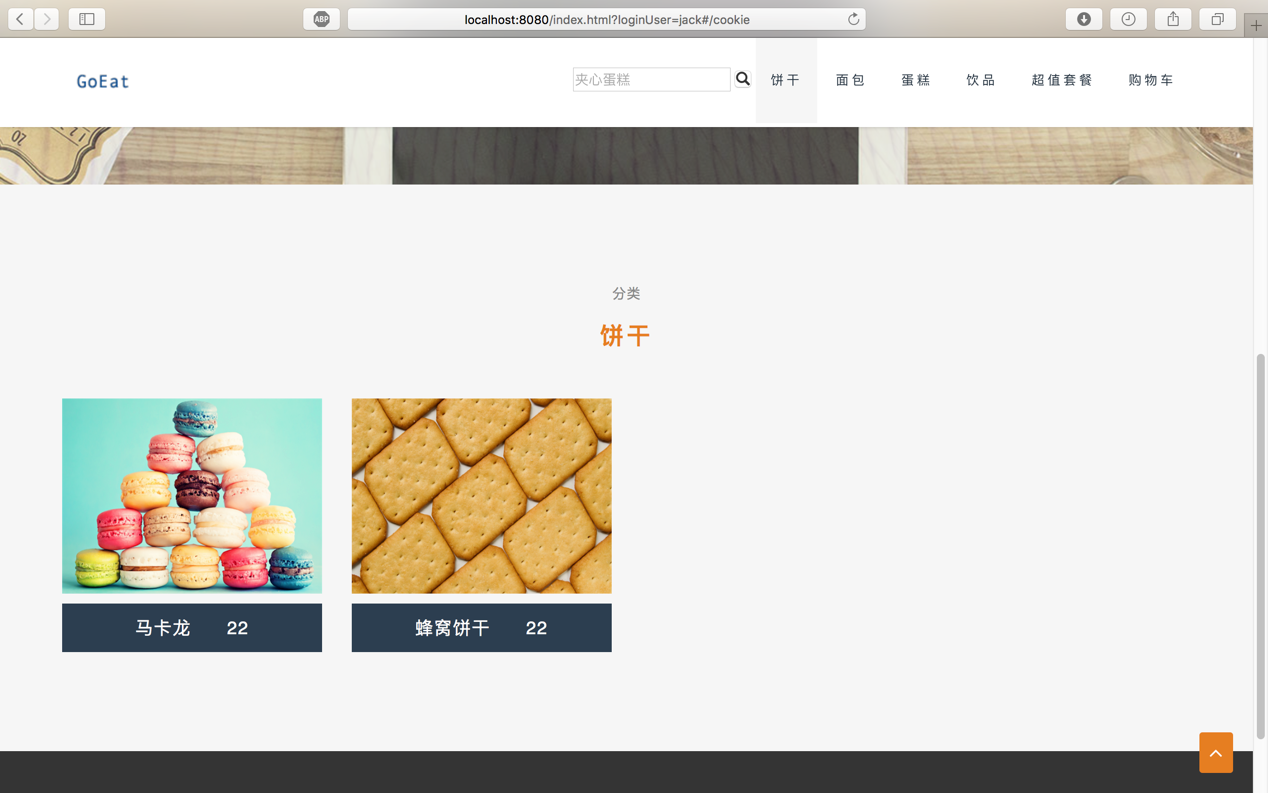 ABP
localhost:8080/index.html?loginUser=jack#/cookie
GoEat
夹心蛋糕
饼干
面包
蛋糕
饮品
超值套餐
购物车
分类
饼干
马卡龙 22
蜂窝饼干 22